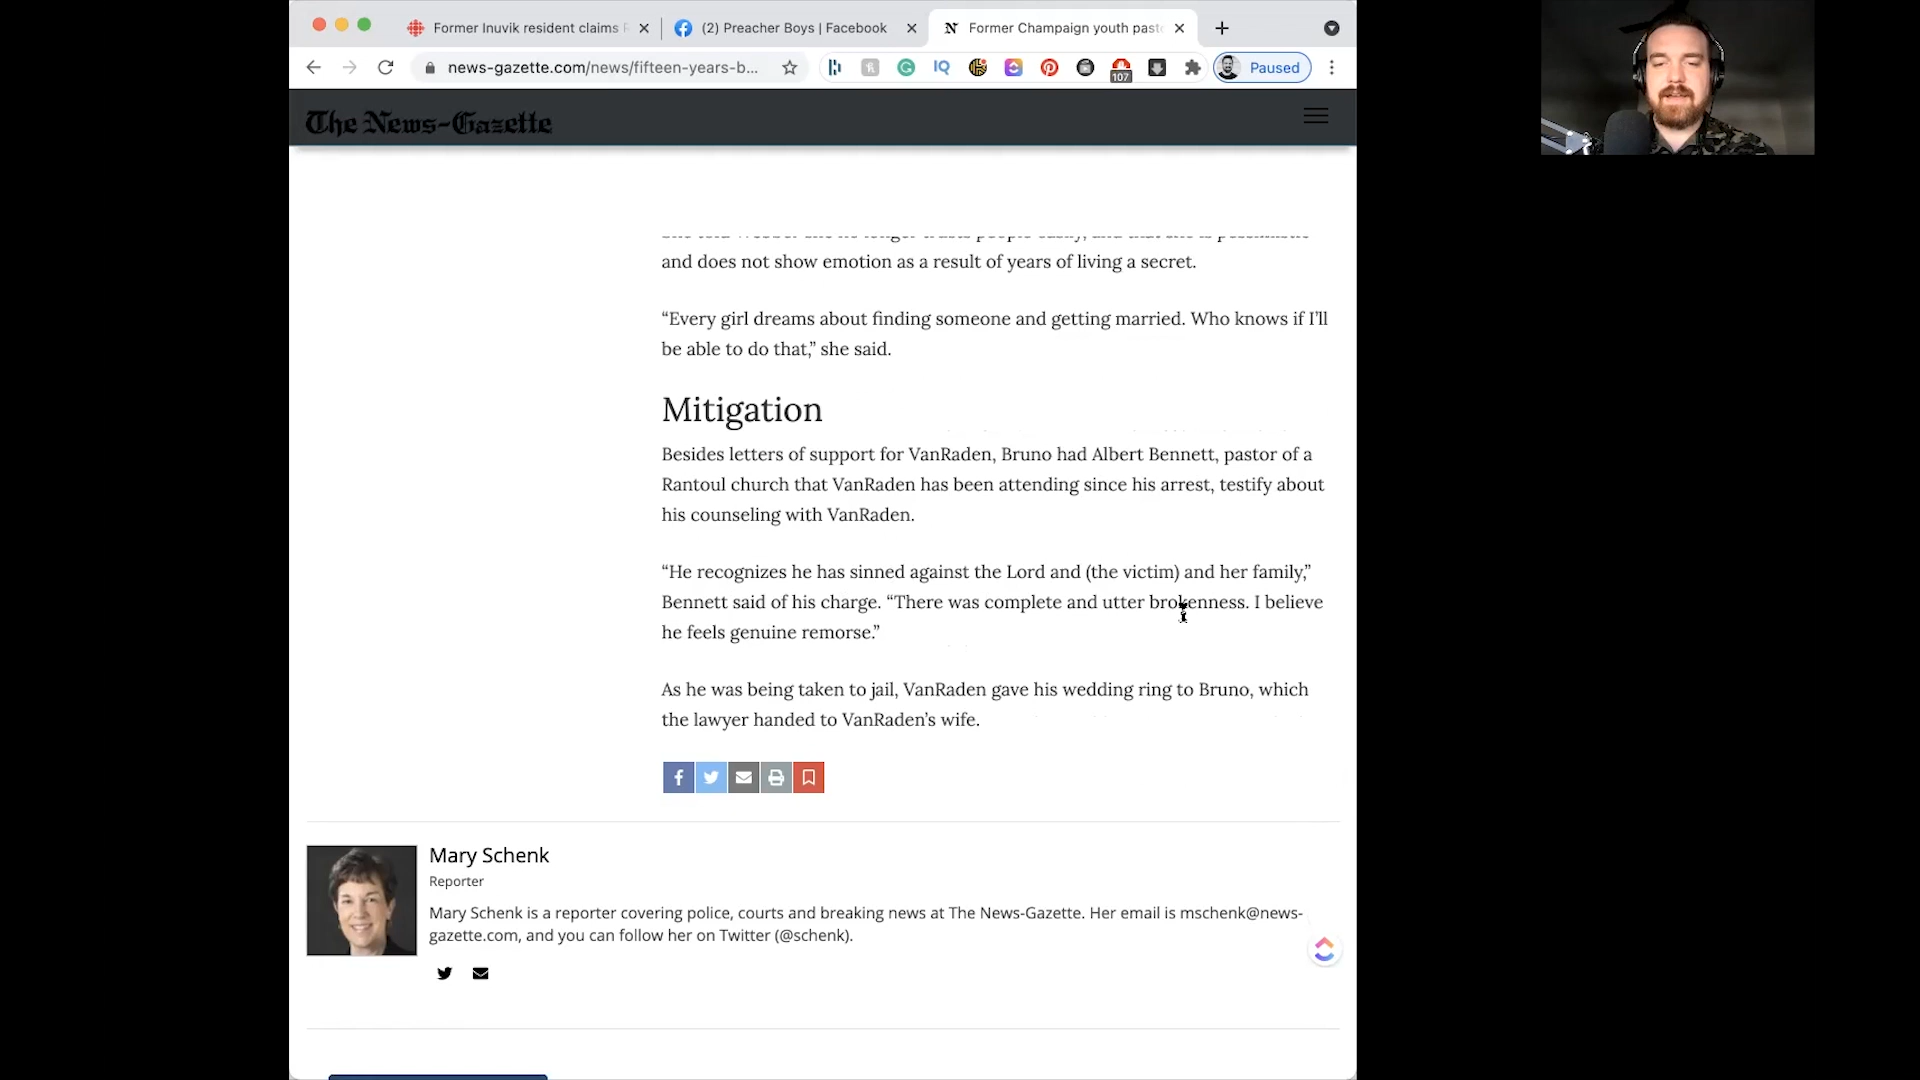 Former Inuvik resident claims
(2) Preacher Boys | Facebook
Former Champaign youth past
news-gazette.com/news/fifteen-years-b...
IQ
107
Paused
The News-Gazette
and does not show emotion as a result of years of living a secret.
“Every girl dreams about finding someone and getting married. Who knows if I’ll
be able to do that,” she said.
Mitigation
Besides letters of support for VanRaden, Bruno had Albert Bennett, pastor of a
Rantoul church that VanRaden has been attending since his arrest, testify about
his counseling with VanRaden.
“He recognizes he has sinned against the Lord and (the victim) and her family,”
Bennett said of his charge. “There was complete and utter brokenness. I believe
he feels genuine remorse.”
As he was being taken to jail, VanRaden gave his wedding ring to Bruno, which
the lawyer handed to VanRaden’s wife.
Mary Schenk
Reporter
Mary Schenk is a reporter covering police, courts and breaking news at The News-Gazette. Her email is mschenk@news-
gazette.com, and you can follow her on Twitter (@schenk).